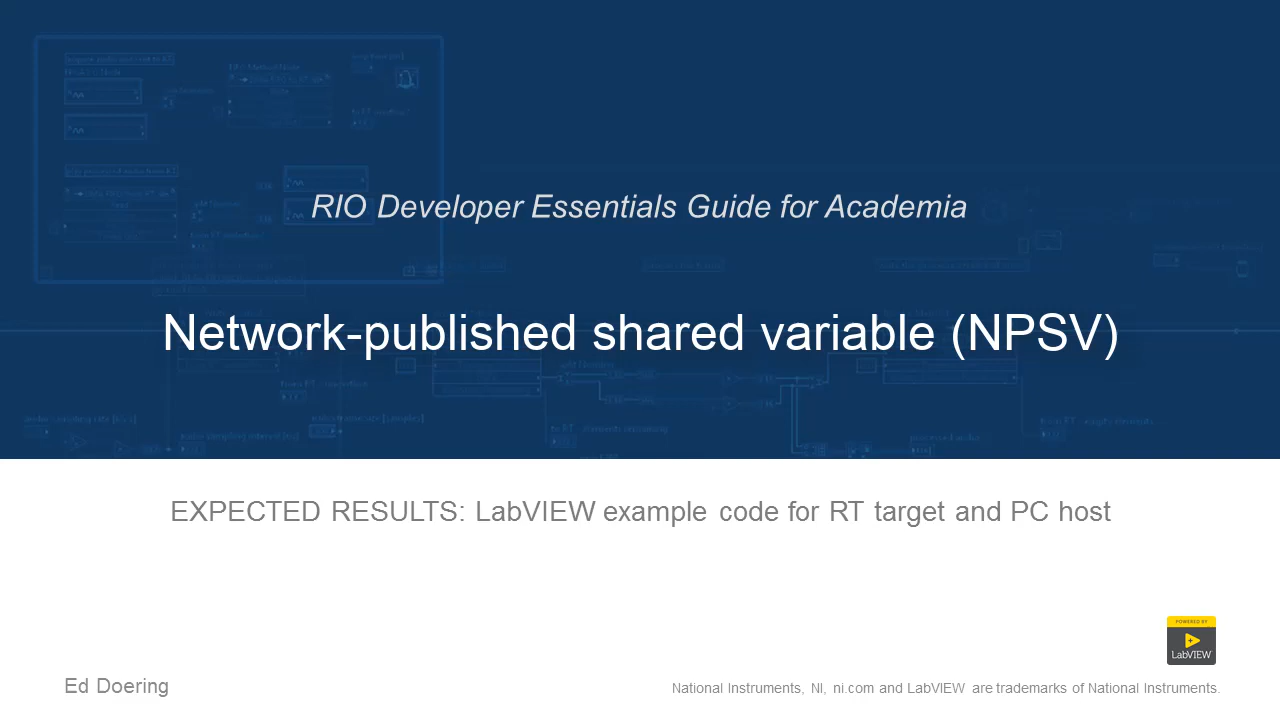 RIO Developer Essentials Guide for Academia
Network-published shared variable (NPSV)
EXPECTED RESULTS: LabVIEW example code for RT target and PC host
POWERED BY
LabVIEW
Ed Doering
National Instruments, NI, ni.com and LabVIEW are trademarks of National Instruments.